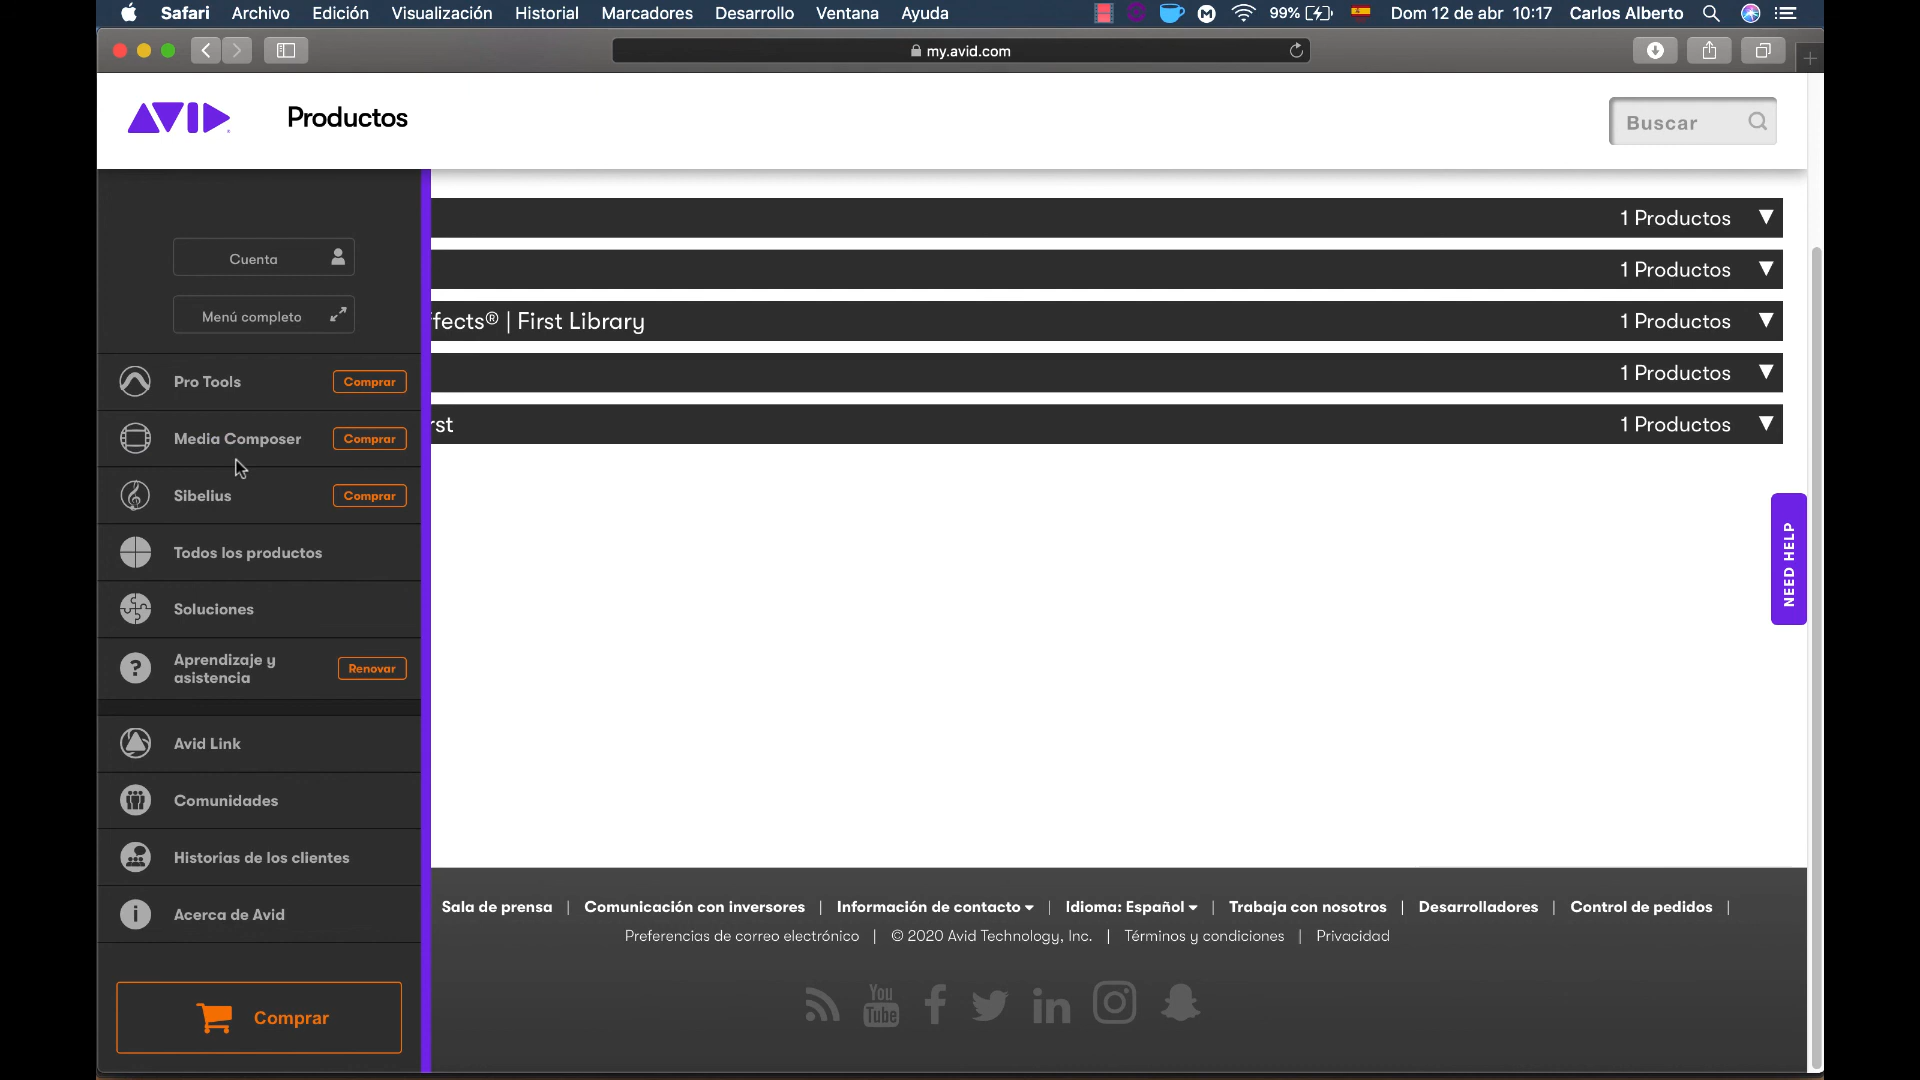 Safari Archivo Edición Visualización Historial Marcadores Desarrollo Ventana Ayuda 99% Dom 12 de abr 10:17 Carlos Alberto
my.avid.com
AVID Productos Buscar
Cuenta
Menú completo
Pro Tools Comprar
Media Composer Comprar
Sibelius Comprar
Todos los productos
Soluciones
Aprendizaje y
asistencia Renovar
Avid Link
Comunidades
Historias de los clientes
Acerca de Avid
Comprar
1 Productos
1 Productos
ffects® | First Library 1 Productos
1 Productos
rst 1 Productos
NEED HELP
Sala de prensa | Comunicación con inversores | Información de contacto | Idioma: Español | Trabaja con nosotros | Desarrolladores | Control de pedidos |
Preferencias de correo electrónico | © 2020 Avid Technology, Inc. | Términos y condiciones | Privacidad
You
Tube
in